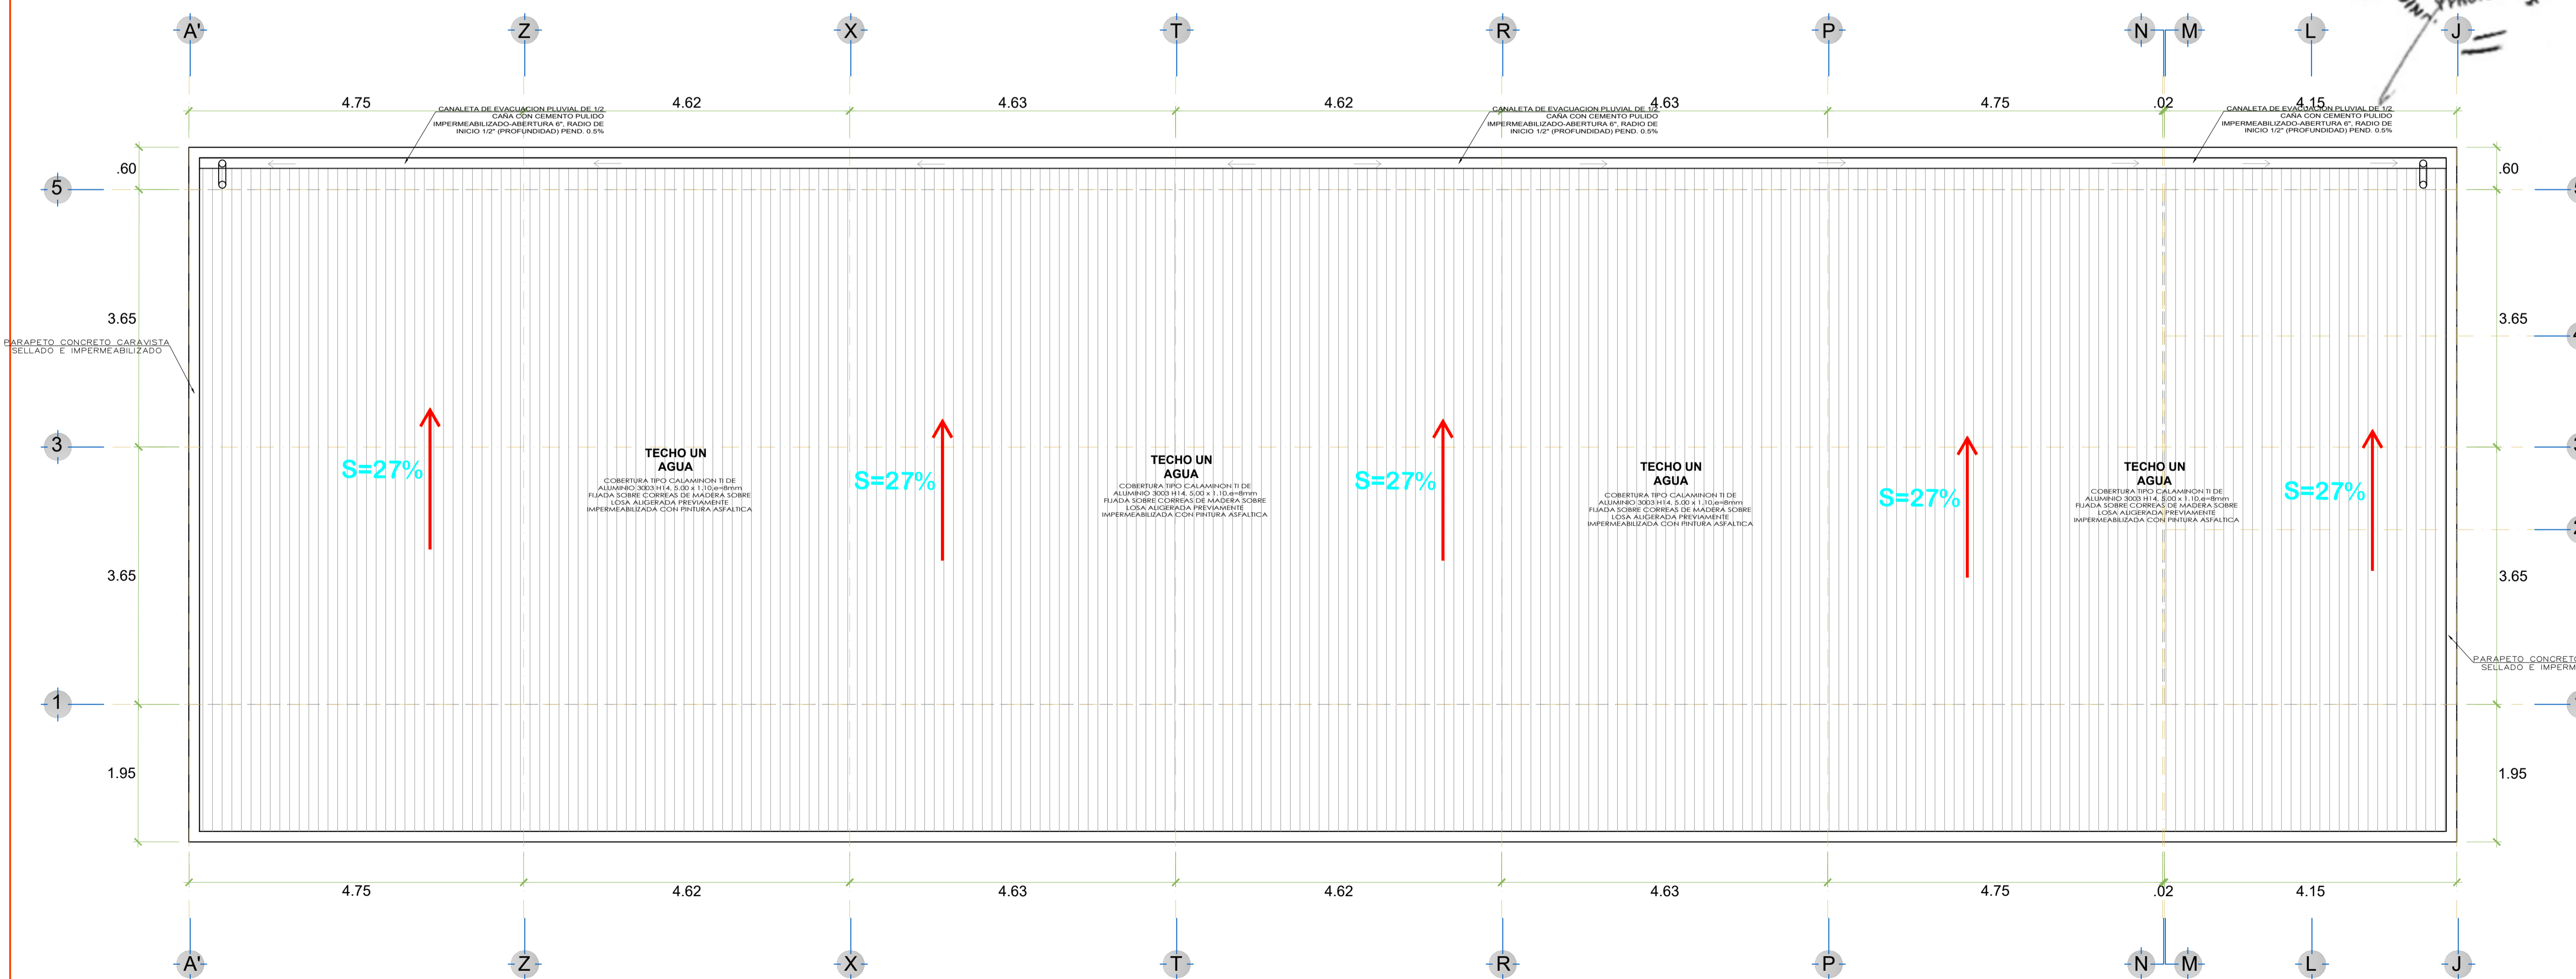 A' Z X T R P N M L J
4.75 4.62 4.63 4.62 4.63 4.75 .02 4.15
CANALETA DE EVACUACION PLUVIAL DE 1/2
CAÑA CON CEMENTO PULIDO
IMPERMEABILIZADO-ABERTURA 6", RADIO DE
INICIO 1/2" (PROFUNDIDAD) PEND. 0.5%
CANALETA DE EVACUACION PLUVIAL DE 1/2
CAÑA CON CEMENTO PULIDO
IMPERMEABILIZADO-ABERTURA 6", RADIO DE
INICIO 1/2" (PROFUNDIDAD) PEND. 0.5%
CANALETA DE EVACUACION PLUVIAL DE 1/2
CAÑA CON CEMENTO PULIDO
IMPERMEABILIZADO-ABERTURA 6", RADIO DE
INICIO 1/2" (PROFUNDIDAD) PEND. 0.5%
.60 .60
5
3.65 3.65
PARAPETO CONCRETO CARAVISTA
SELLADO E IMPERMEABILIZADO
3
S=27%
TECHO UN
AGUA
COBERTURA TIPO CALAMINON TI DE
ALUMINIO 3003 H14, 5.00 x 1.10,e=8mm
FIJADA SOBRE CORREAS DE MADERA SOBRE
LOSA ALIGERADA PREVIAMENTE
IMPERMEABILIZADA CON PINTURA ASFALTICA
S=27%
TECHO UN
AGUA
COBERTURA TIPO CALAMINON TI DE
ALUMINIO 3003 H14, 5.00 x 1.10,e=8mm
FIJADA SOBRE CORREAS DE MADERA SOBRE
LOSA ALIGERADA PREVIAMENTE
IMPERMEABILIZADA CON PINTURA ASFALTICA
S=27%
TECHO UN
AGUA
COBERTURA TIPO CALAMINON TI DE
ALUMINIO 3003 H14, 5.00 x 1.10,e=8mm
FIJADA SOBRE CORREAS DE MADERA SOBRE
LOSA ALIGERADA PREVIAMENTE
IMPERMEABILIZADA CON PINTURA ASFALTICA
S=27%
TECHO UN
AGUA
COBERTURA TIPO CALAMINON TI DE
ALUMINIO 3003 H14, 5.00 x 1.10,e=8mm
FIJADA SOBRE CORREAS DE MADERA SOBRE
LOSA ALIGERADA PREVIAMENTE
IMPERMEABILIZADA CON PINTURA ASFALTICA
S=27%
3.65 3.65
PARAPETO CONCRETO
SELLADO E IMPERM
1
1.95 1.95
4.75 4.62 4.63 4.62 4.63 4.75 .02 4.15
A' Z X T R P N M L J